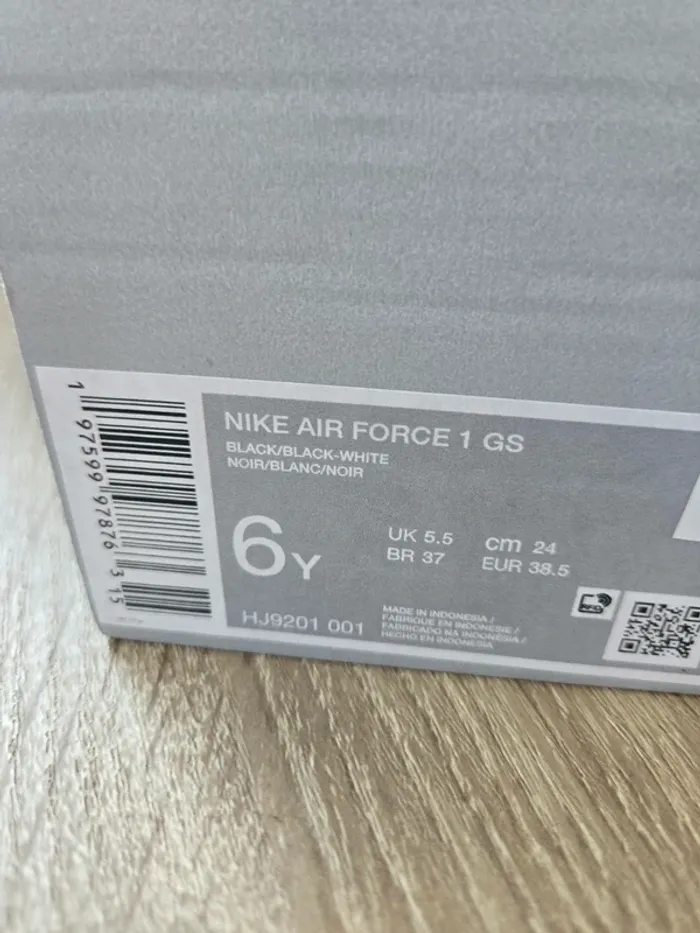 1 97599 97876 3 15
NIKE AIR FORCE 1 GS
BLACK/BLACK-WHITE
NOIR/BLANC/NOIR
6Y
UK 5.5 cm 24
BR 37 EUR 38.5
HJ9201 001
MADE IN INDONESIA /
FABRIQUE EN INDONESIE /
FABRICADO NA INDONÉSIA /
HECHO EN INDONESIA
RFID